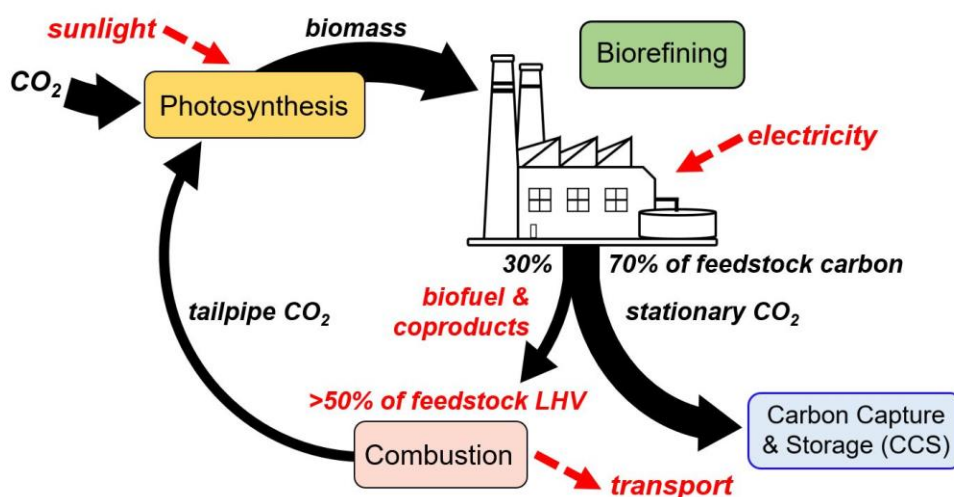 sunlight
biomass
CO₂
Photosynthesis
Biorefining
electricity
30%
70% of feedstock carbon
biofuel &
coproducts
stationary CO₂
tailpipe CO₂
>50% of feedstock LHV
Combustion
transport
Carbon Capture
& Storage (CCS)